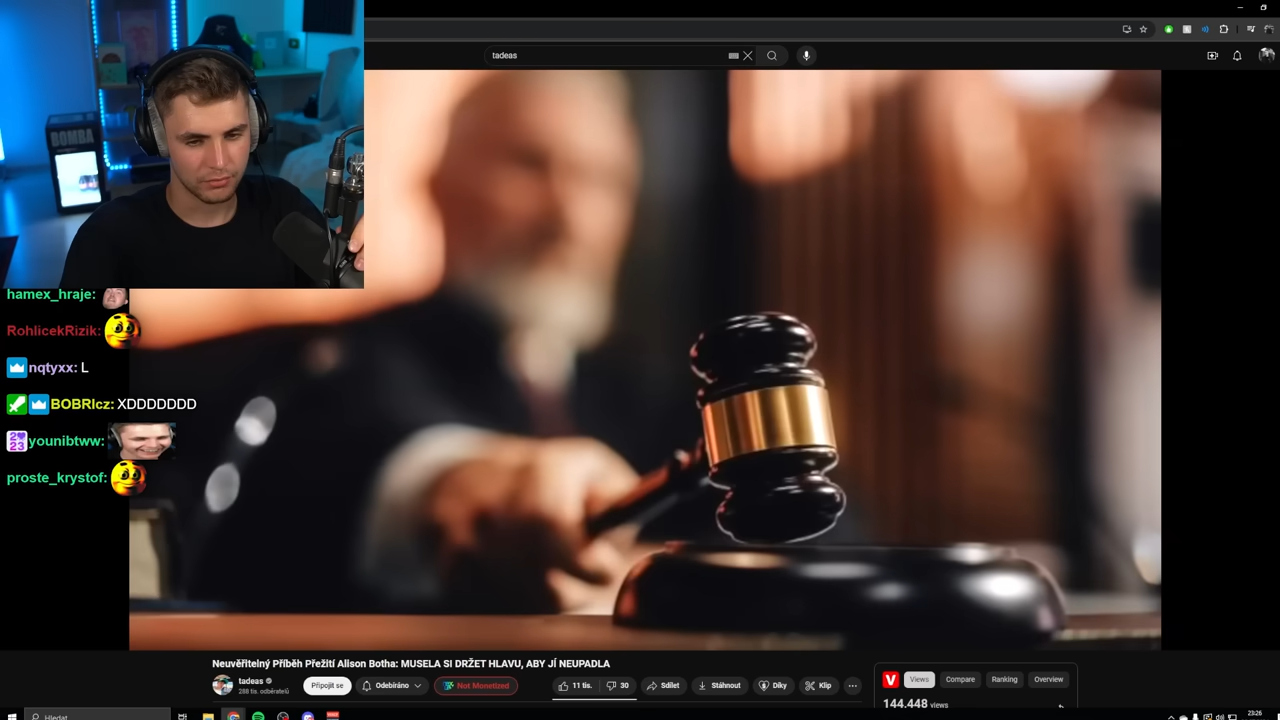 tadeas
BOMBA
hamex_hraje:
RohlicekRizik:
nqtyxx: L
BOBRIcz: XDDDDDDD
younibtww:
proste_krystof:
Neuvěřitelný Příběh Přežití Alison Botha: MUSELA SI DRŽET HLAVU, ABY JÍ NEUPADLA
tadeas
288 tis. odběratelů
Připojit se
Odebíráno
Not Monetized
11 tis.
30
Sdílet
Stáhnout
Díky
Klip
Views
Compare
Ranking
Overview
144.448 views
Hledat
23:26